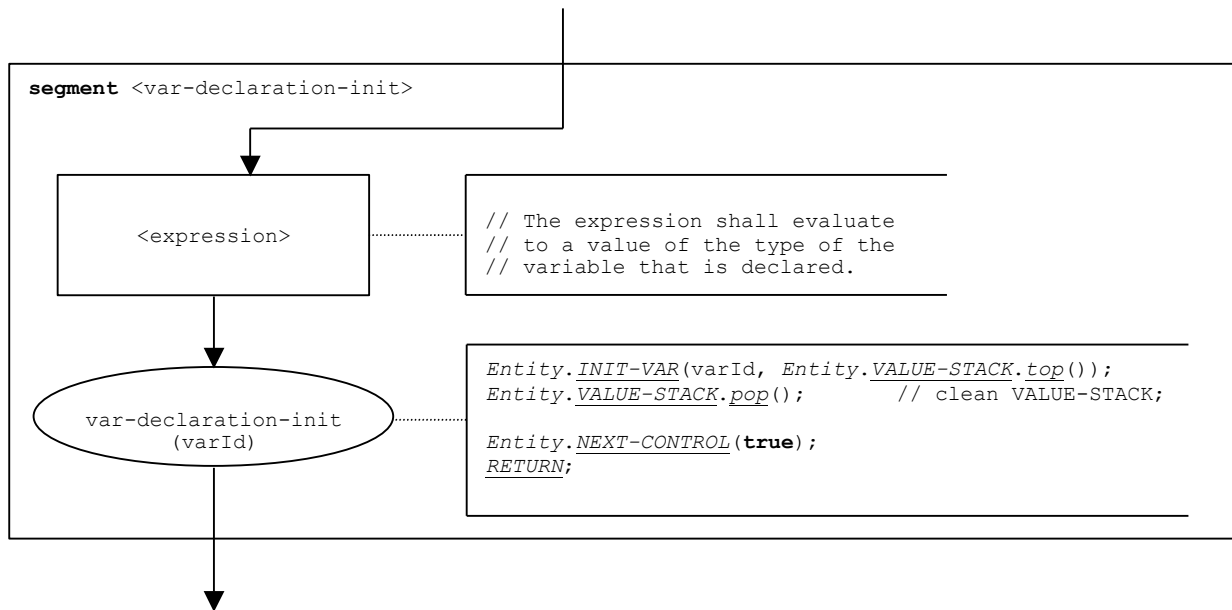 segment <var-declaration-init>
<expression>
// The expression shall evaluate
// to a value of the type of the
// variable that is declared.
var-declaration-init
(varId)
Entity.INIT-VAR(varId, Entity.VALUE-STACK.top());
Entity.VALUE-STACK.pop(); // clean VALUE-STACK;
Entity.NEXT-CONTROL(true);
RETURN;